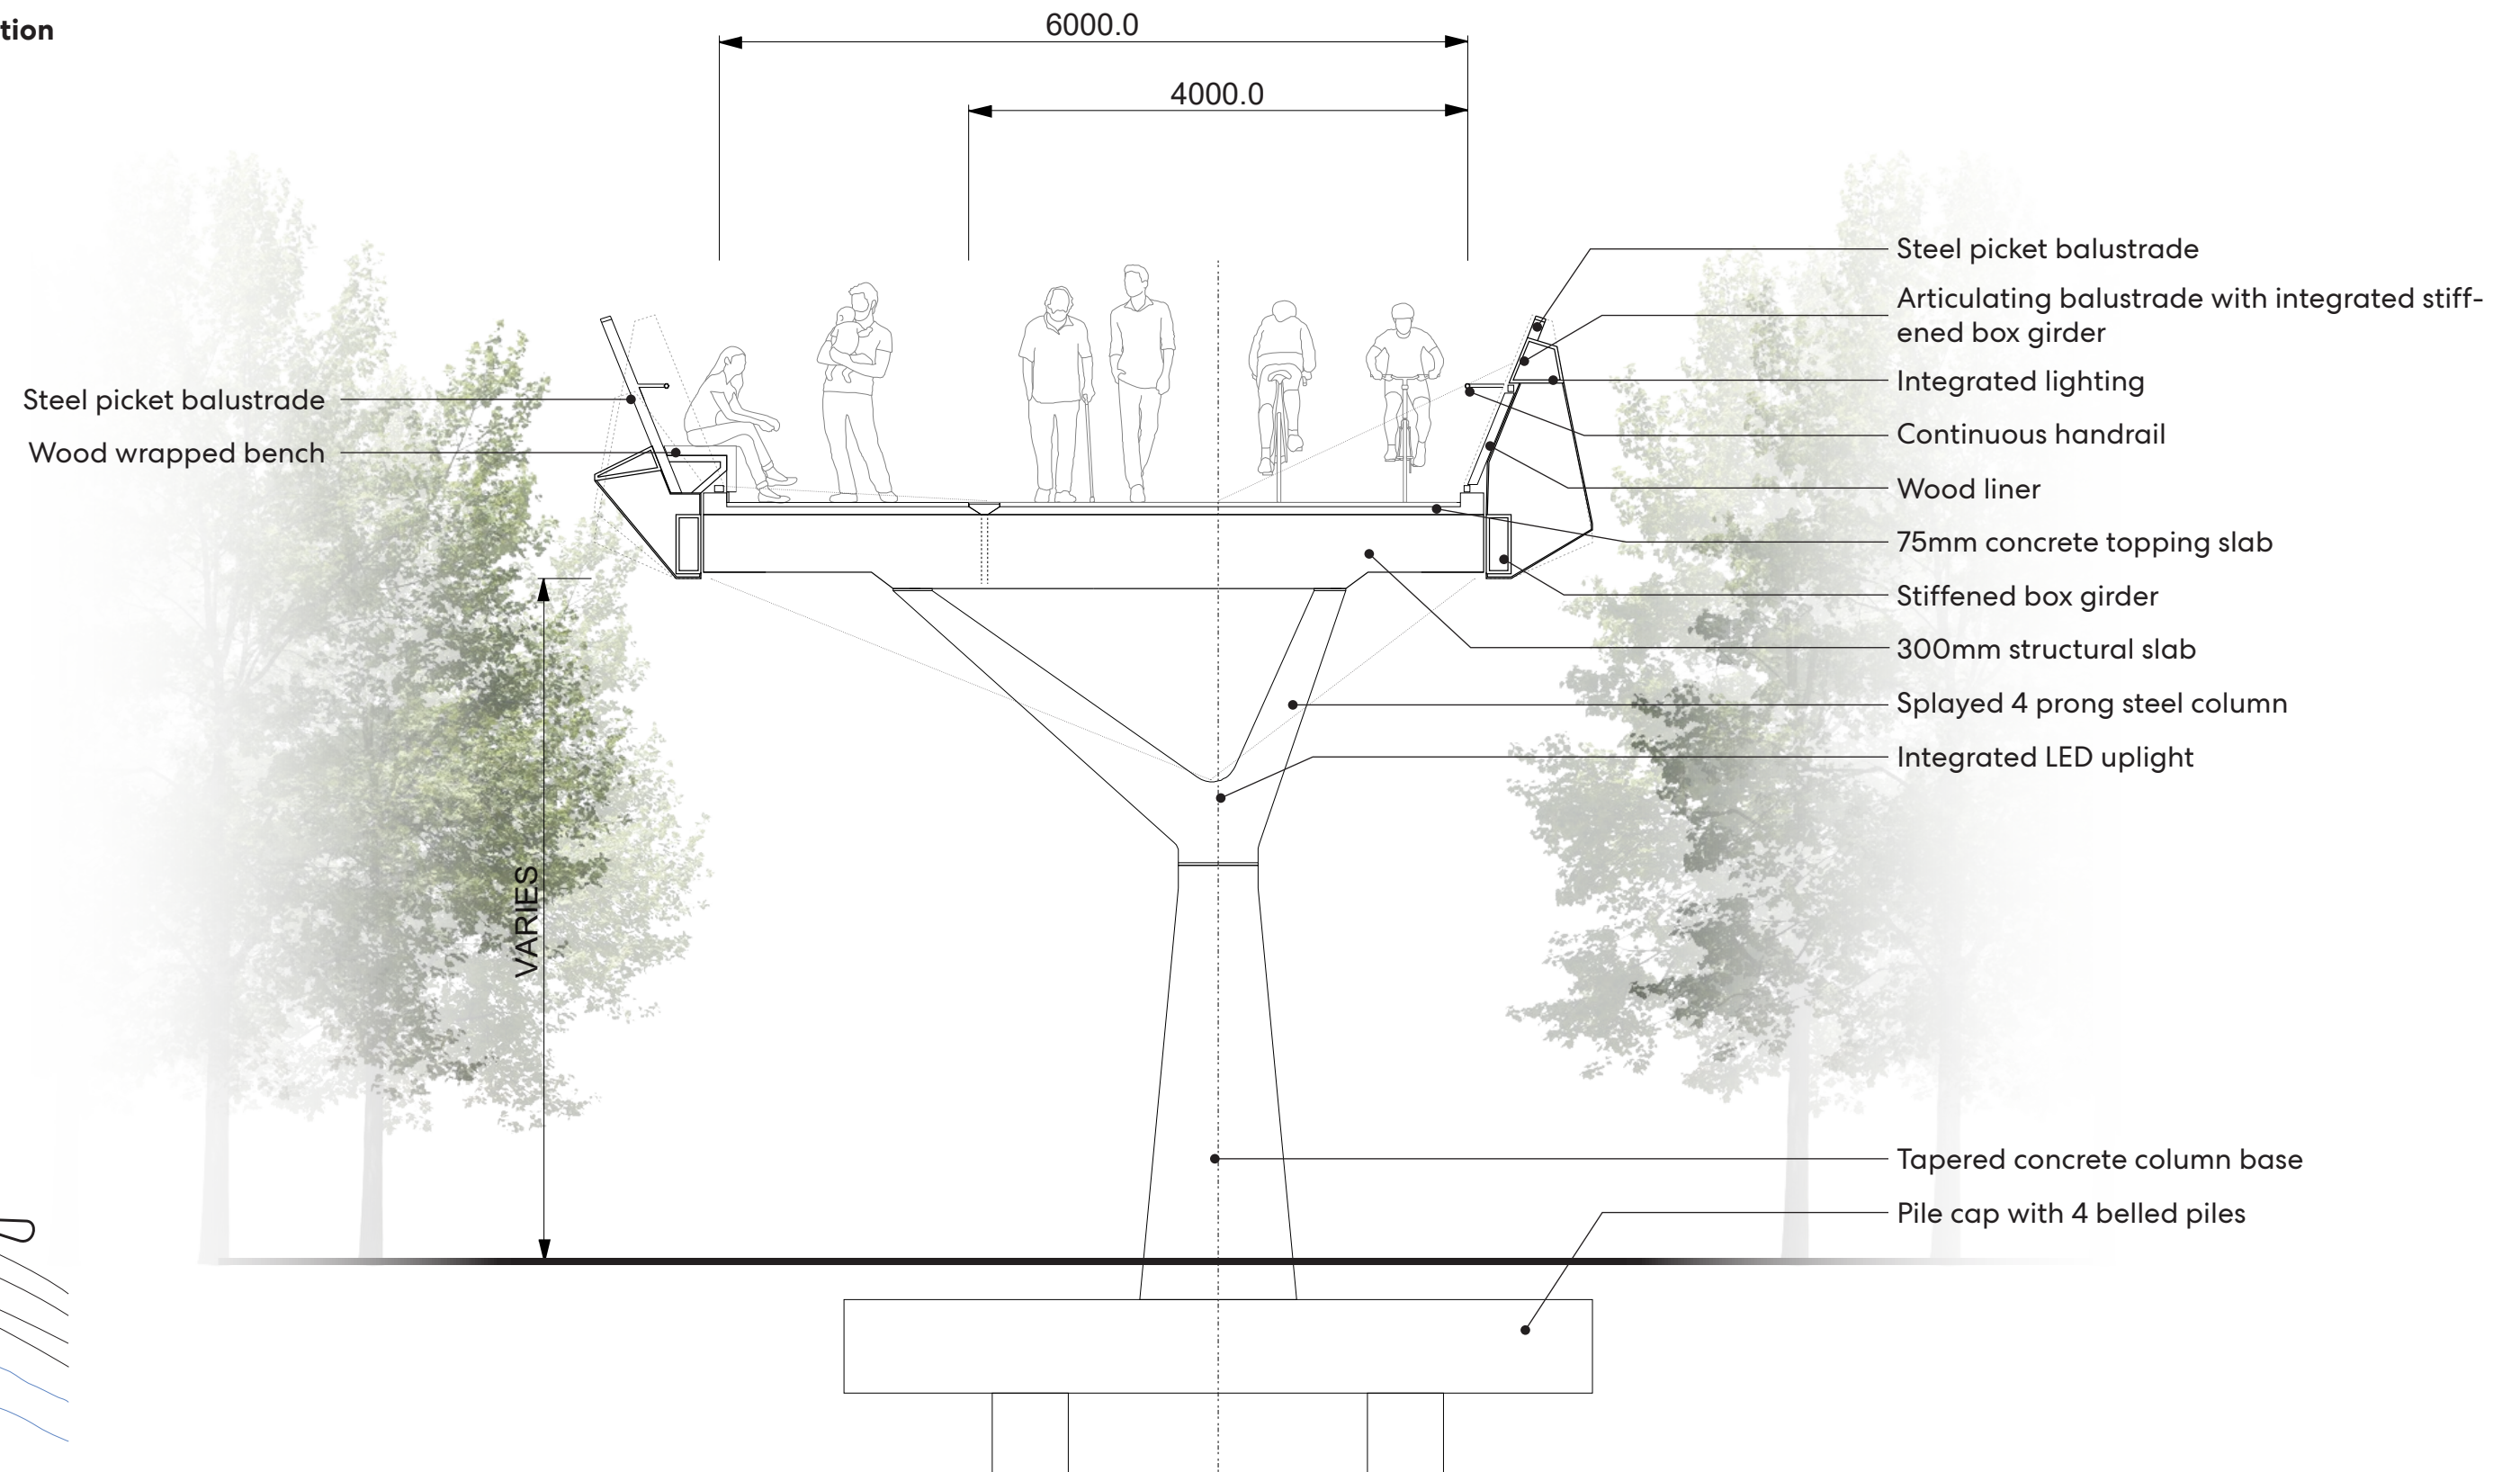 tion
6000.0
4000.0
Steel picket balustrade
Wood wrapped bench
VARIES
Steel picket balustrade
Articulating balustrade with integrated stiff-
ened box girder
Integrated lighting
Continuous handrail
Wood liner
75mm concrete topping slab
Stiffened box girder
300mm structural slab
Splayed 4 prong steel column
Integrated LED uplight
Tapered concrete column base
Pile cap with 4 belled piles